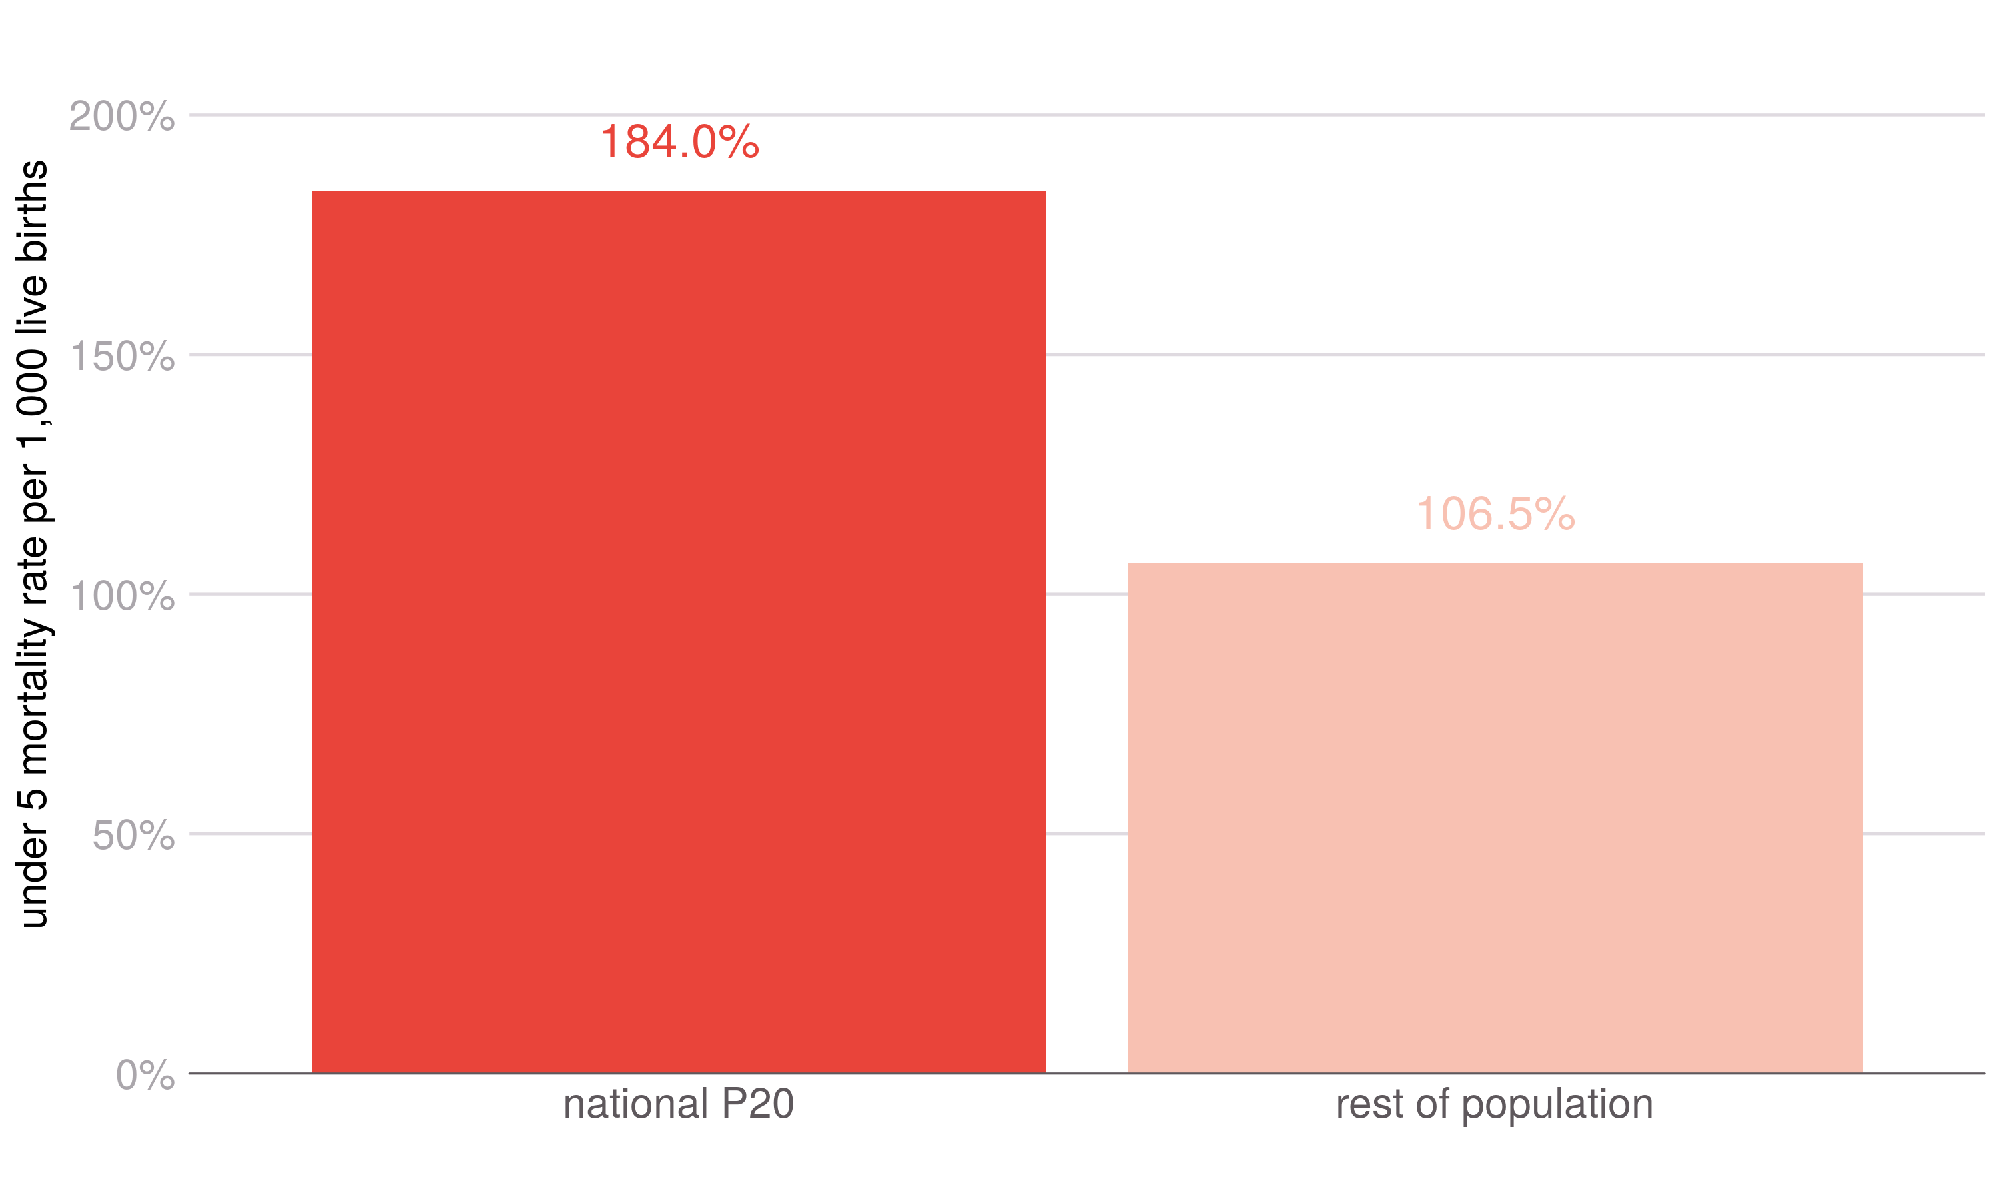 under 5 mortality rate per 1,000 live births
200%
150%
100%
50%
0%
184.0%
106.5%
national P20
rest of population